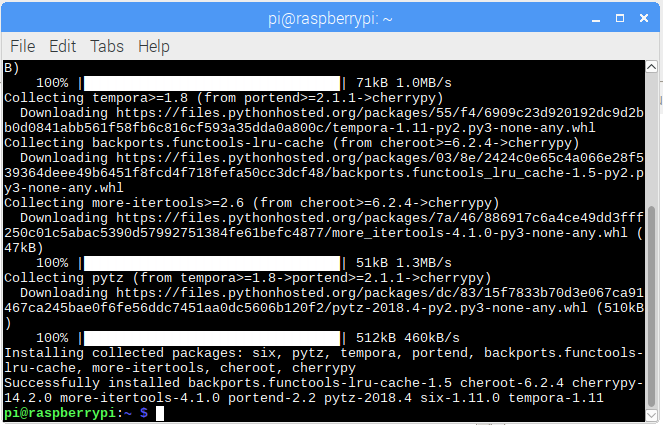 pi@raspberrypi: ~
File Edit Tabs Help
B)
100% |████████████████████████████████| 71kB 1.0MB/s
Collecting tempora>=1.8 (from portend>=2.1.1->cherrypy)
Downloading https://files.pythonhosted.org/packages/55/f4/6909c23d920192dc9d2b
b0d0841abb561f58fb6c816cf593a35dda0a800c/tempora-1.11-py2.py3-none-any.whl
Collecting backports.functools-lru-cache (from cheroot>=6.2.4->cherrypy)
Downloading https://files.pythonhosted.org/packages/03/8e/2424c0e65c4a066e28f5
39364deee49b6451f8fcd4f718fefa50cc3dcf48/backports.functools_lru_cache-1.5-py2.p
y3-none-any.whl
Collecting more-itertools>=2.6 (from cheroot>=6.2.4->cherrypy)
Downloading https://files.pythonhosted.org/packages/7a/46/886917c6a4ce49dd3fff
250c01c5abac5390d57992751384fe61befc4877/more_itertools-4.1.0-py3-none-any.whl (
47kB)
100% |████████████████████████████████| 51kB 1.3MB/s
Collecting pytz (from tempora>=1.8->portend>=2.1.1->cherrypy)
Downloading https://files.pythonhosted.org/packages/dc/83/15f7833b70d3e067ca91
467ca245bae0f6fe56ddc7451aa0dc5606b120f2/pytz-2018.4-py2.py3-none-any.whl (510kB
)
100% |████████████████████████████████| 512kB 460kB/s
Installing collected packages: six, pytz, tempora, portend, backports.functools-
lru-cache, more-itertools, cheroot, cherrypy
Successfully installed backports.functools-lru-cache-1.5 cheroot-6.2.4 cherrypy-
14.2.0 more-itertools-4.1.0 portend-2.2 pytz-2018.4 six-1.11.0 tempora-1.11
pi@raspberrypi:~ $